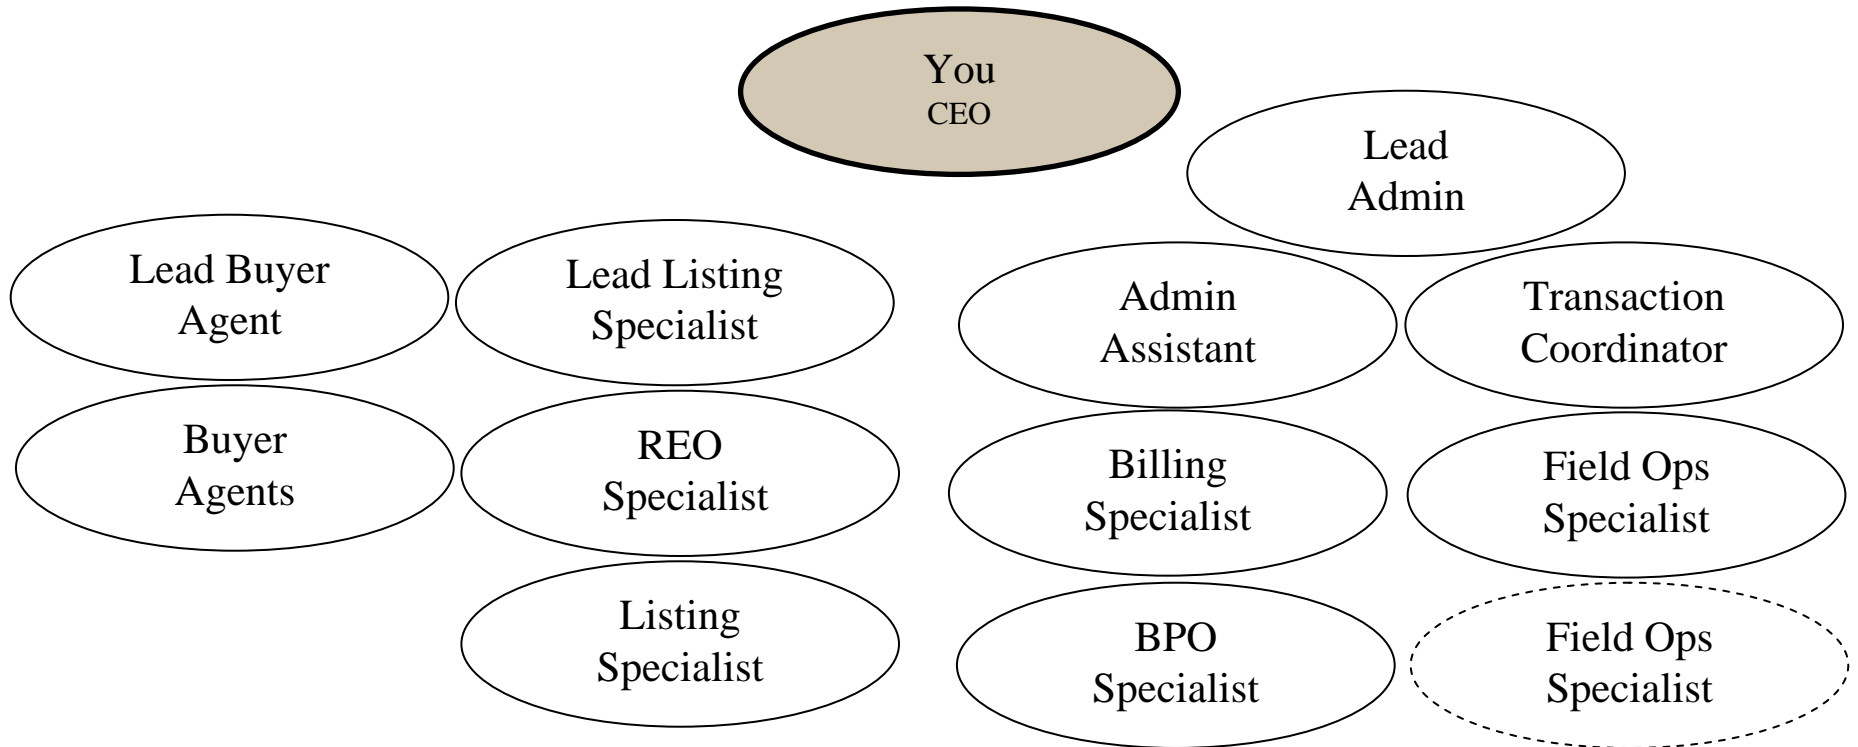 You
CEO
Lead
Admin
Lead Buyer
Agent
Lead Listing
Specialist
Admin
Assistant
Transaction
Coordinator
Buyer
Agents
REO
Specialist
Billing
Specialist
Field Ops
Specialist
Listing
Specialist
BPO
Specialist
Field Ops
Specialist